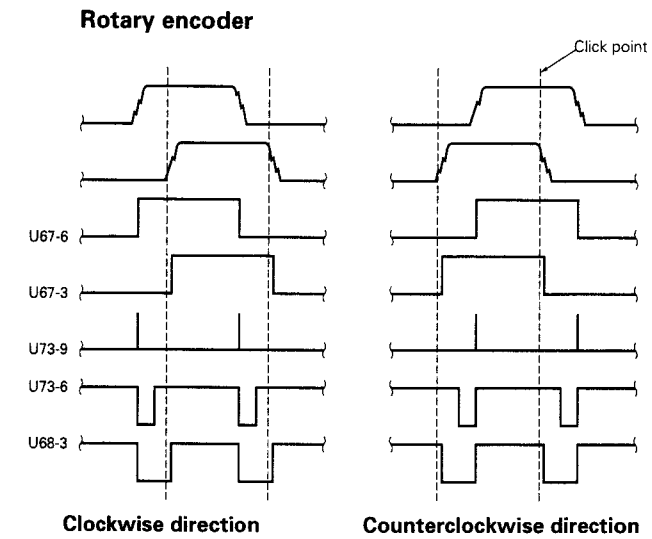 Rotary encoder
Click point
U67-6
U67-3
U73-9
U73-6
U68-3
Clockwise direction
Counterclockwise direction